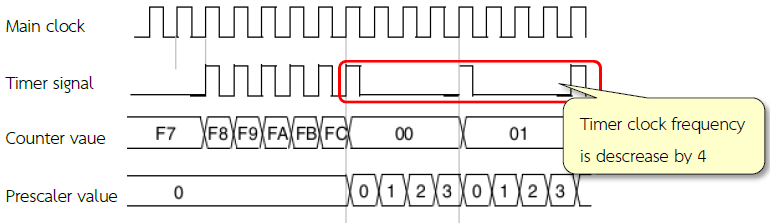 Main clock
Timer signal
Counter vaue F7 F8 F9 FA FB FC 00 01
Timer clock frequency
is descrease by 4
Prescaler value 0 0 1 2 3 0 1 2 3